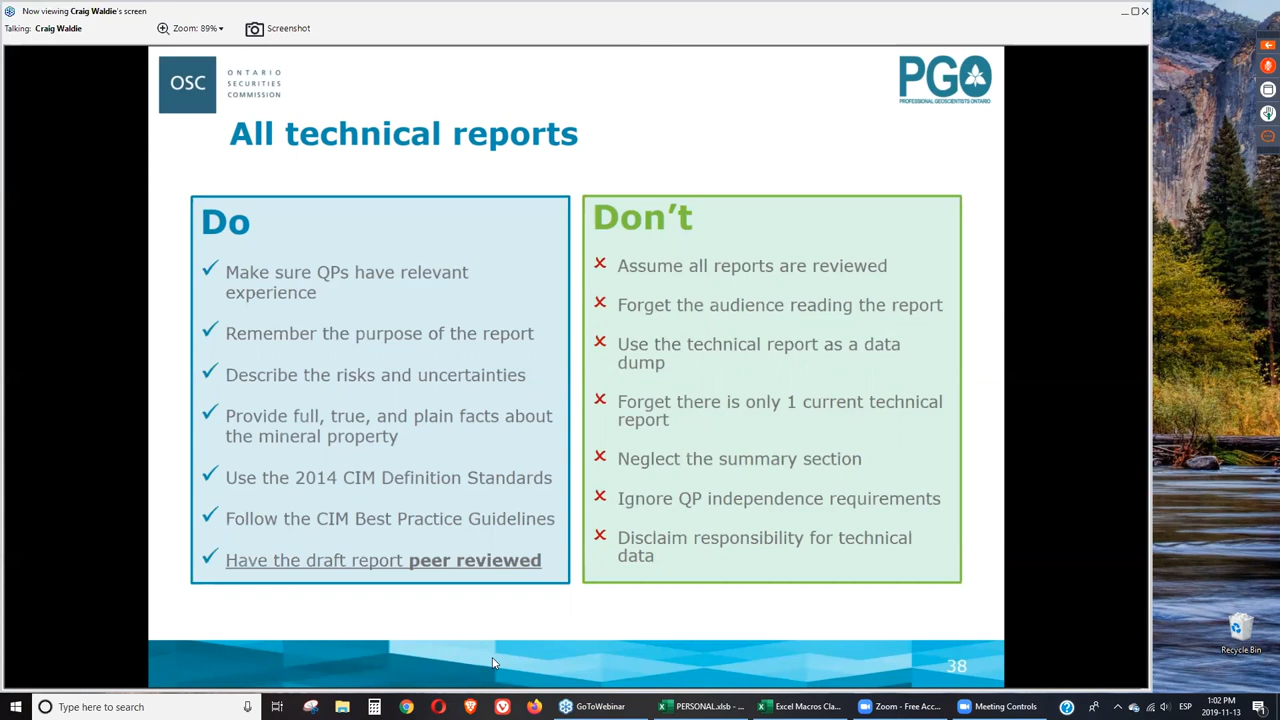 Now viewing Craig Waldie's screen
Talking: Craig Waldie
Zoom: 89%
Screenshot
OSC
ONTARIO
SECURITIES
COMMISSION
PGO
PROFESSIONAL GEOSCIENTISTS ONTARIO
All technical reports
Do
✓ Make sure QPs have relevant
experience
✓ Remember the purpose of the report
✓ Describe the risks and uncertainties
✓ Provide full, true, and plain facts about
the mineral property
✓ Use the 2014 CIM Definition Standards
✓ Follow the CIM Best Practice Guidelines
✓ Have the draft report peer reviewed
Don't
✗ Assume all reports are reviewed
✗ Forget the audience reading the report
✗ Use the technical report as a data
dump
✗ Forget there is only 1 current technical
report
✗ Neglect the summary section
✗ Ignore QP independence requirements
✗ Disclaim responsibility for technical
data
38
Recycle Bin
Type here to search
GoToWebinar
PERSONAL.xlsb - ...
Excel Macros Clas...
Zoom - Free Acc...
Meeting Controls
ESP
1:02 PM
2019-11-13